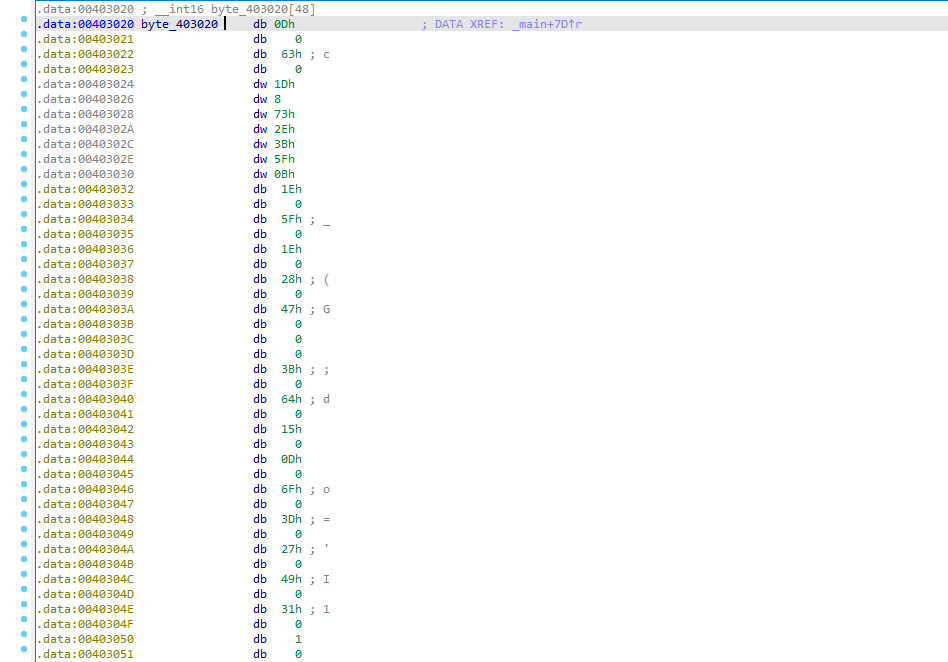 .data:00403020 ; __int16 byte_403020[48]
.data:00403020 byte_403020 db 0Dh ; DATA XREF: _main+7D↑r
.data:00403021 db 0
.data:00403022 db 63h ; c
.data:00403023 db 0
.data:00403024 dw 1Dh
.data:00403026 dw 8
.data:00403028 dw 73h
.data:0040302A dw 2Eh
.data:0040302C dw 3Bh
.data:0040302E dw 5Fh
.data:00403030 dw 0Bh
.data:00403032 db 1Eh
.data:00403033 db 0
.data:00403034 db 5Fh ; _
.data:00403035 db 0
.data:00403036 db 1Eh
.data:00403037 db 0
.data:00403038 db 28h ; (
.data:00403039 db 0
.data:0040303A db 47h ; G
.data:0040303B db 0
.data:0040303C db 0
.data:0040303D db 0
.data:0040303E db 3Bh ; ;
.data:0040303F db 0
.data:00403040 db 64h ; d
.data:00403041 db 0
.data:00403042 db 15h
.data:00403043 db 0
.data:00403044 db 0Dh
.data:00403045 db 0
.data:00403046 db 6Fh ; o
.data:00403047 db 0
.data:00403048 db 3Dh ; =
.data:00403049 db 0
.data:0040304A db 27h ; '
.data:0040304B db 0
.data:0040304C db 49h ; I
.data:0040304D db 0
.data:0040304E db 31h ; 1
.data:0040304F db 0
.data:00403050 db 1
.data:00403051 db 0